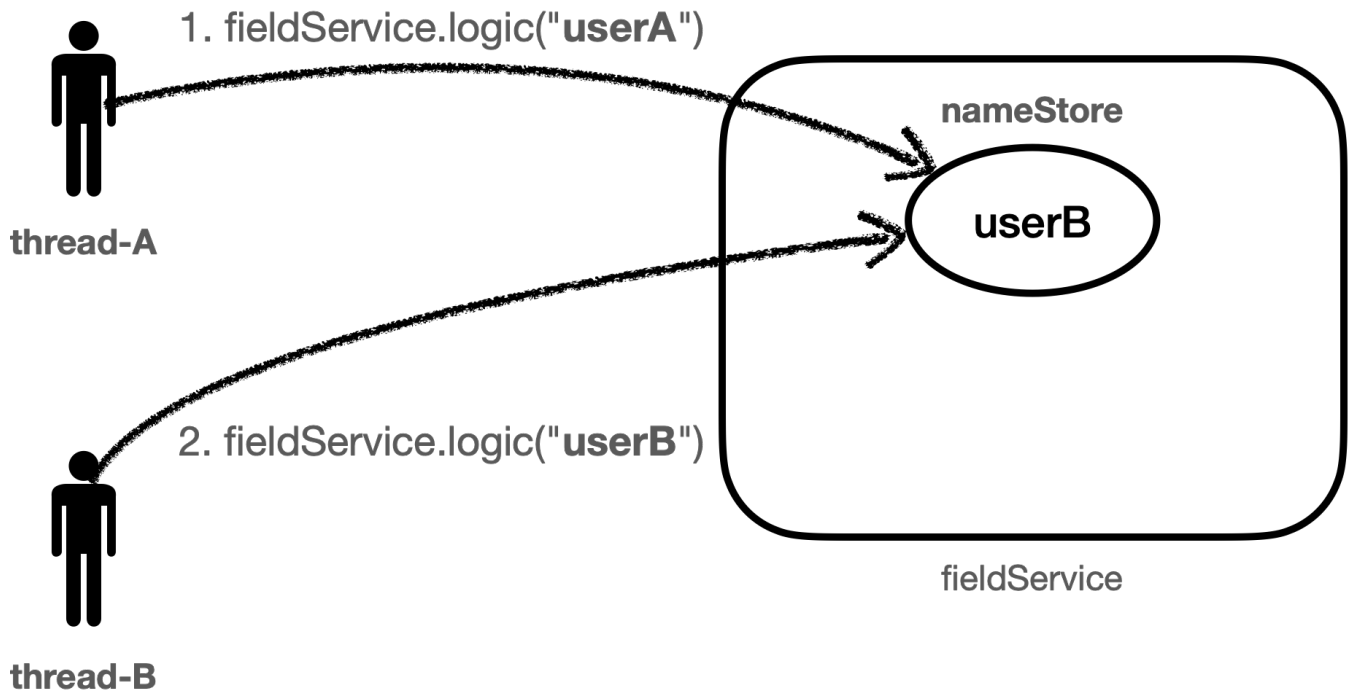 1. fieldService.logic("userA")
nameStore
userB
thread-A
2. fieldService.logic("userB")
fieldService
thread-B